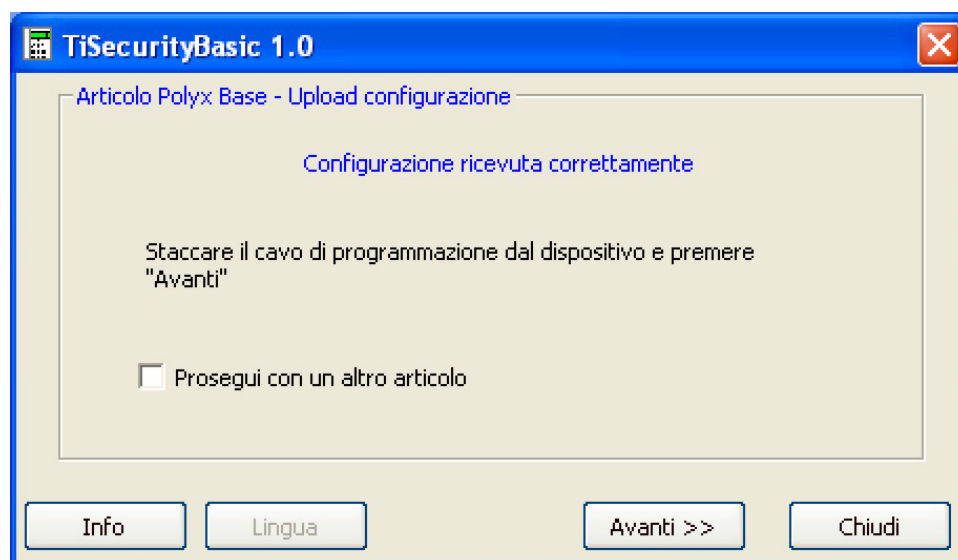 TiSecurityBasic 1.0
Articolo Polyx Base - Upload configurazione
Configurazione ricevuta correttamente
Staccare il cavo di programmazione dal dispositivo e premere
"Avanti"
Prosegui con un altro articolo
Info
Lingua
Avanti >>
Chiudi